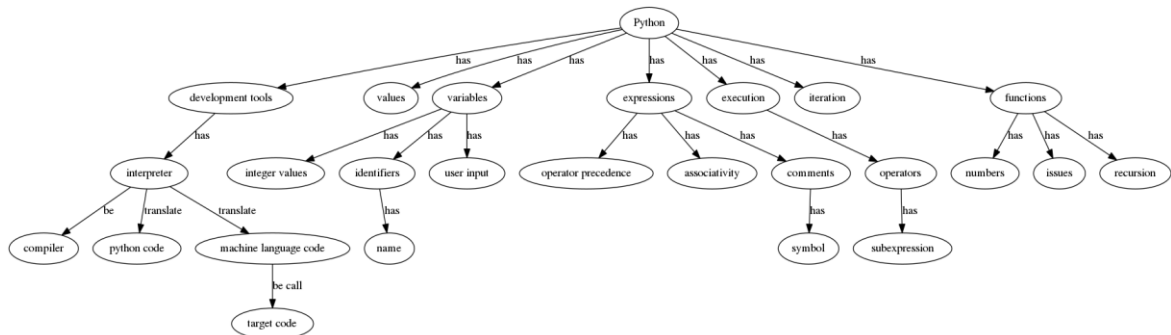 Python
has has has has has has has
development tools values variables expressions execution iteration functions
has has has has has has has has has has has
interpreter integer values identifiers user input operator precedence associativity comments operators numbers issues recursion
be translate translate has has has
compiler python code machine language code name symbol subexpression
be call
target code